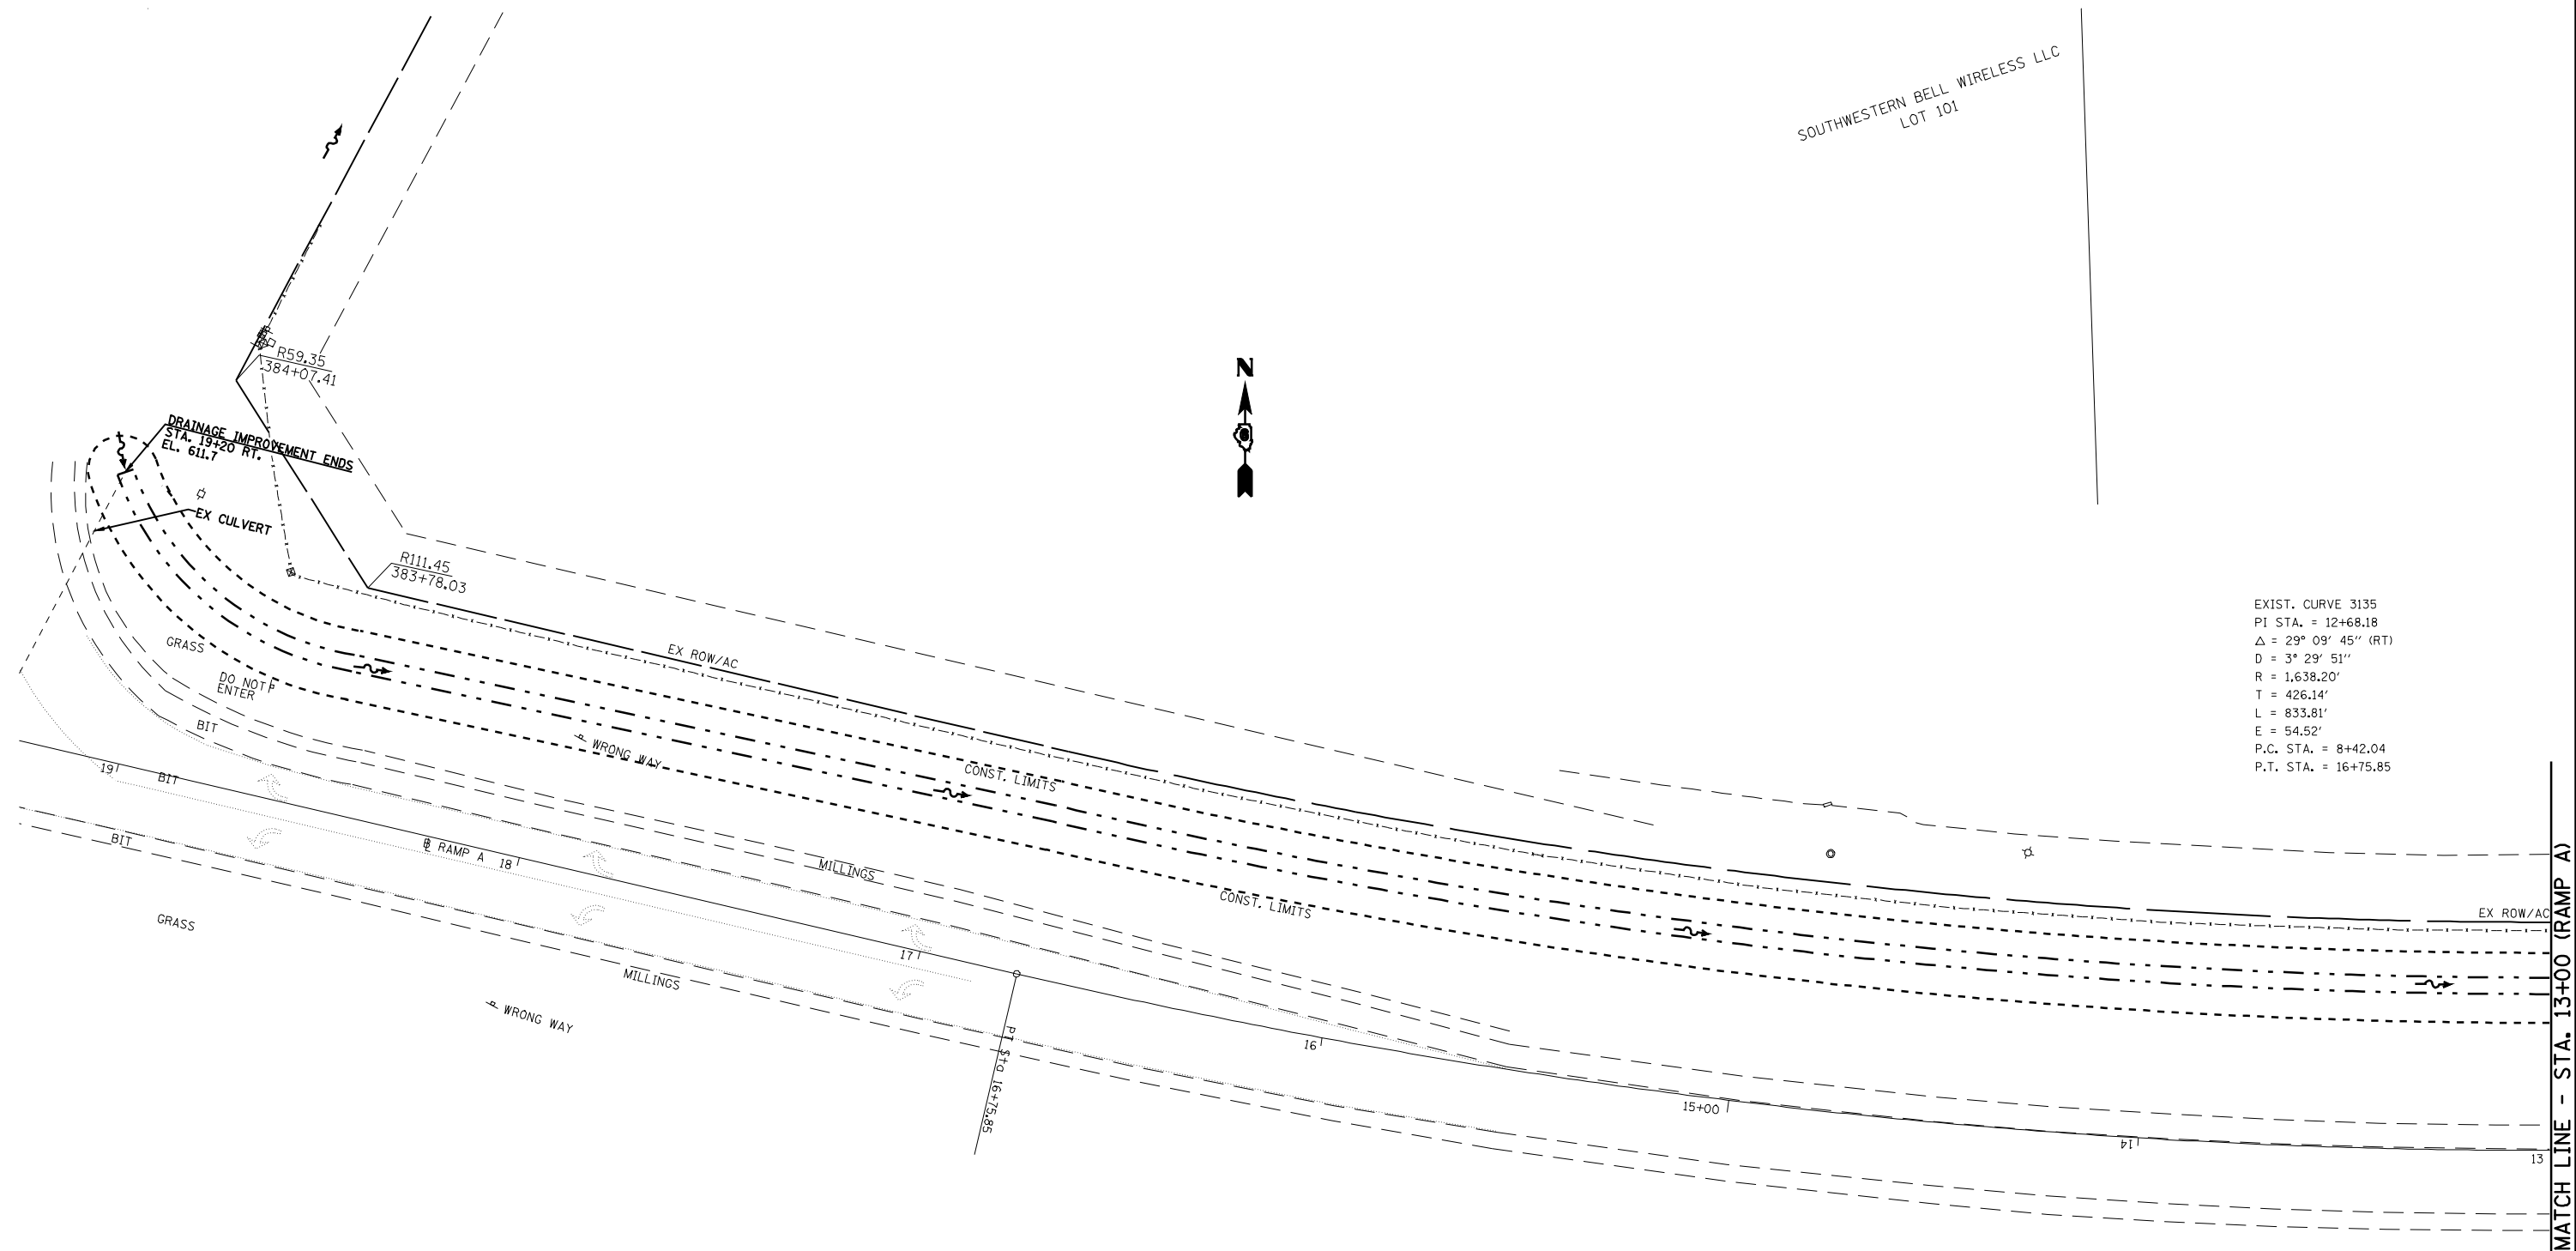 SOUTHWESTERN BELL WIRELESS LLC
LOT 101
N
R59.35
384+07.41
DRAINAGE IMPROVEMENT ENDS
STA. 19+20 RT.
EL. 611.7
EX CULVERT
R111.45
383+78.03
EXIST. CURVE 3135
PI STA. = 12+68.18
Δ = 29° 09' 45'' (RT)
D = 3° 29' 51''
R = 1,638.20'
T = 426.14'
L = 833.81'
E = 54.52'
P.C. STA. = 8+42.04
P.T. STA. = 16+75.85
GRASS
EX ROW/AC
DO NOT
ENTER
BIT
WRONG WAY
CONST. LIMITS
19
BIT
BIT
℄ RAMP A 18
MILLINGS
CONST. LIMITS
GRASS
EX ROW/AC
17
MILLINGS
WRONG WAY
PT Sta 16+75.85
16
15+00
14
13
MATCH LINE - STA. 13+00 (RAMP A)